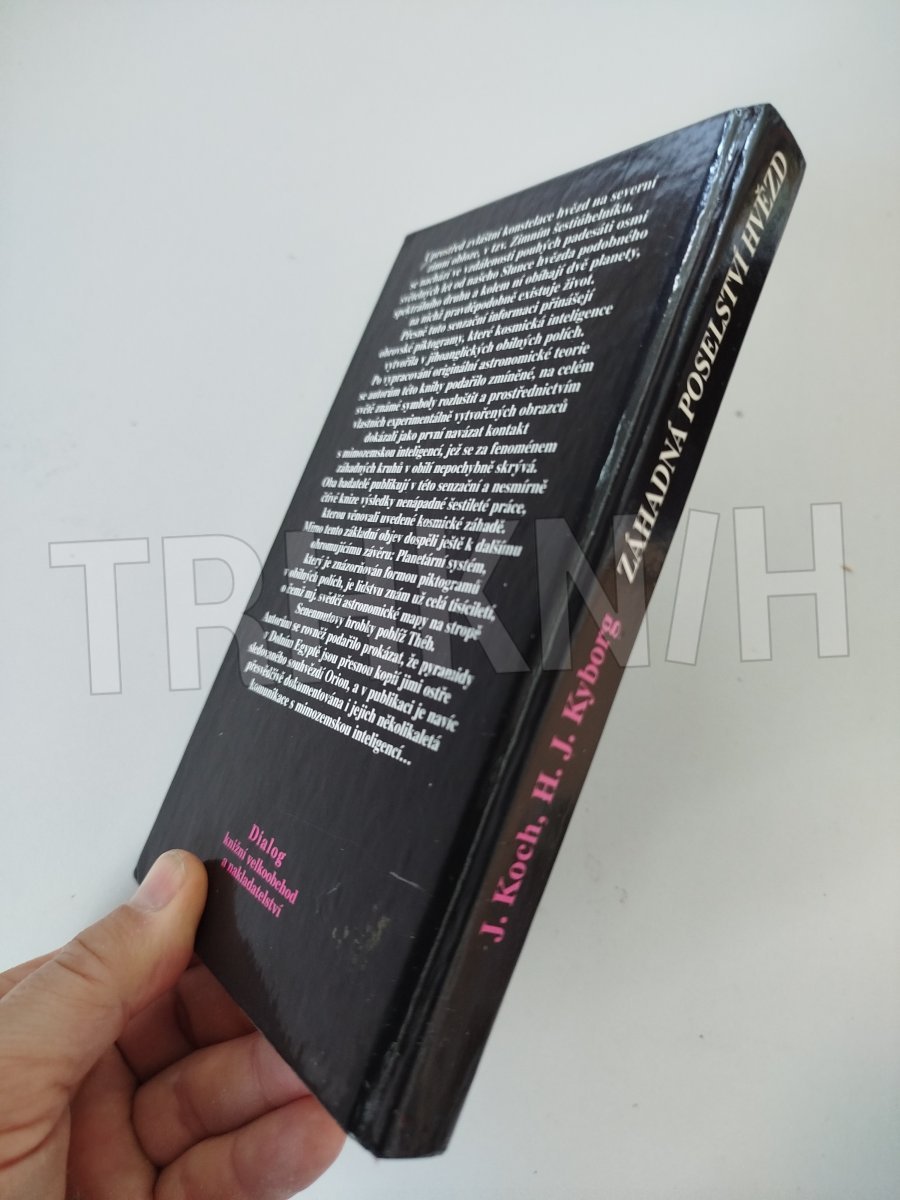 Uprostřed zvláštní konstelace hvězd na severní
zimní obloze, v tzv. Zimním šestiúhelníku,
se nachází ve vzdálenosti pouhých padesáti osmi
světelných let od našeho Slunce hvězda podobného
spektrálního druhu a kolem ní obíhají dvě planety,
na nichž pravděpodobně existuje život.
Přesně tuto senzační informaci přinášejí
obrovské piktogramy, které kosmická inteligence
vytvořila v jihoanglických obilných polích.
Po vypracování originální astronomické teorie
se autorům této knihy podařilo zmíněné, na celém
světě známé symboly rozluštit a prostřednictvím
vlastních experimentálně vytvořených obrazců
dokázali jako první navázat kontakt
s mimozemskou inteligencí, jež se za fenoménem
záhadných kruhů v obilí nepochybně skrývá.
Oba badatelé publikují v této senzační a nesmírně
čtivé knize výsledky nenápadné šestileté práce,
kterou věnovali uvedené kosmické záhadě.
Mimo tento základní objev dospěli ještě k dalšímu
ohromujícímu závěru: Planetární systém,
který je znázorňován formou piktogramů
v obilných polích, je lidstvu znám už celá tisíciletí,
o čemž mj. svědčí astronomické mapy na stropě
Senenmutovy hrobky poblíž Théb.
Autorům se rovněž podařilo prokázat, že pyramidy
v Dolním Egyptě jsou přesnou kopií jimi ostře
sledovaného souhvězdí Orion, a v publikaci je navíc
přesvědčivě dokumentována i jejich několikaletá
komunikace s mimozemskou inteligencí...
Dialog
knižní velkoobchod
a nakladatelství
J. Koch, H. J. Kyborg ZÁHADNÁ POSELSTVÍ HVĚZD
TRHKNIH